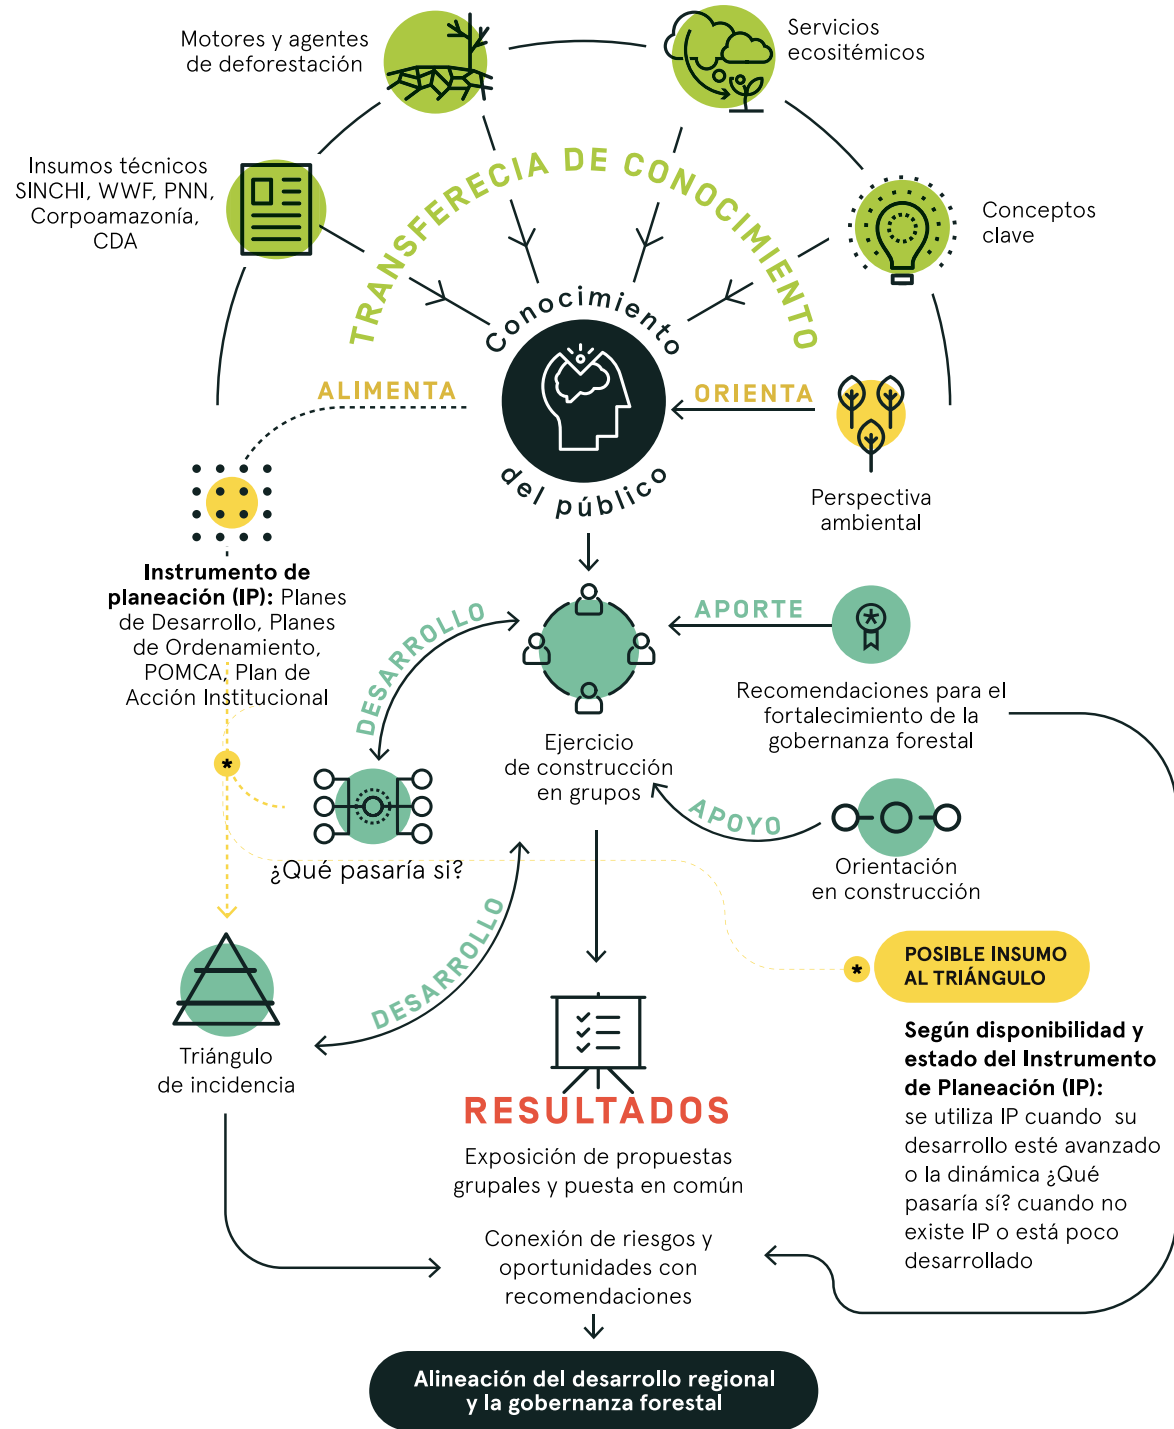 Motores y agentes
de deforestación
Servicios
ecositémicos
Insumos técnicos
SINCHI, WWF, PNN,
Corpoamazonía,
CDA
Conceptos
clave
TRANSFERECIA DE CONOCIMIENTO
Conocimiento
del público
ALIMENTA
ORIENTA
Perspectiva
ambiental
Instrumento de
planeación (IP): Planes
de Desarrollo, Planes
de Ordenamiento,
POMCA, Plan de
Acción Institucional
DESARROLLO
APORTE
Recomendaciones para el
fortalecimiento de la
gobernanza forestal
Ejercicio
de construcción
en grupos
*
¿Qué pasaría si?
APOYO
Orientación
en construcción
DESARROLLO
Triángulo
de incidencia
*
POSIBLE INSUMO
AL TRIÁNGULO
Según disponibilidad y
estado del Instrumento
de Planeación (IP):
se utiliza IP cuando su
desarrollo esté avanzado
o la dinámica ¿Qué
pasaría sí? cuando no
existe IP o está poco
desarrollado
RESULTADOS
Exposición de propuestas
grupales y puesta en común
Conexión de riesgos y
oportunidades con
recomendaciones
Alineación del desarrollo regional
y la gobernanza forestal